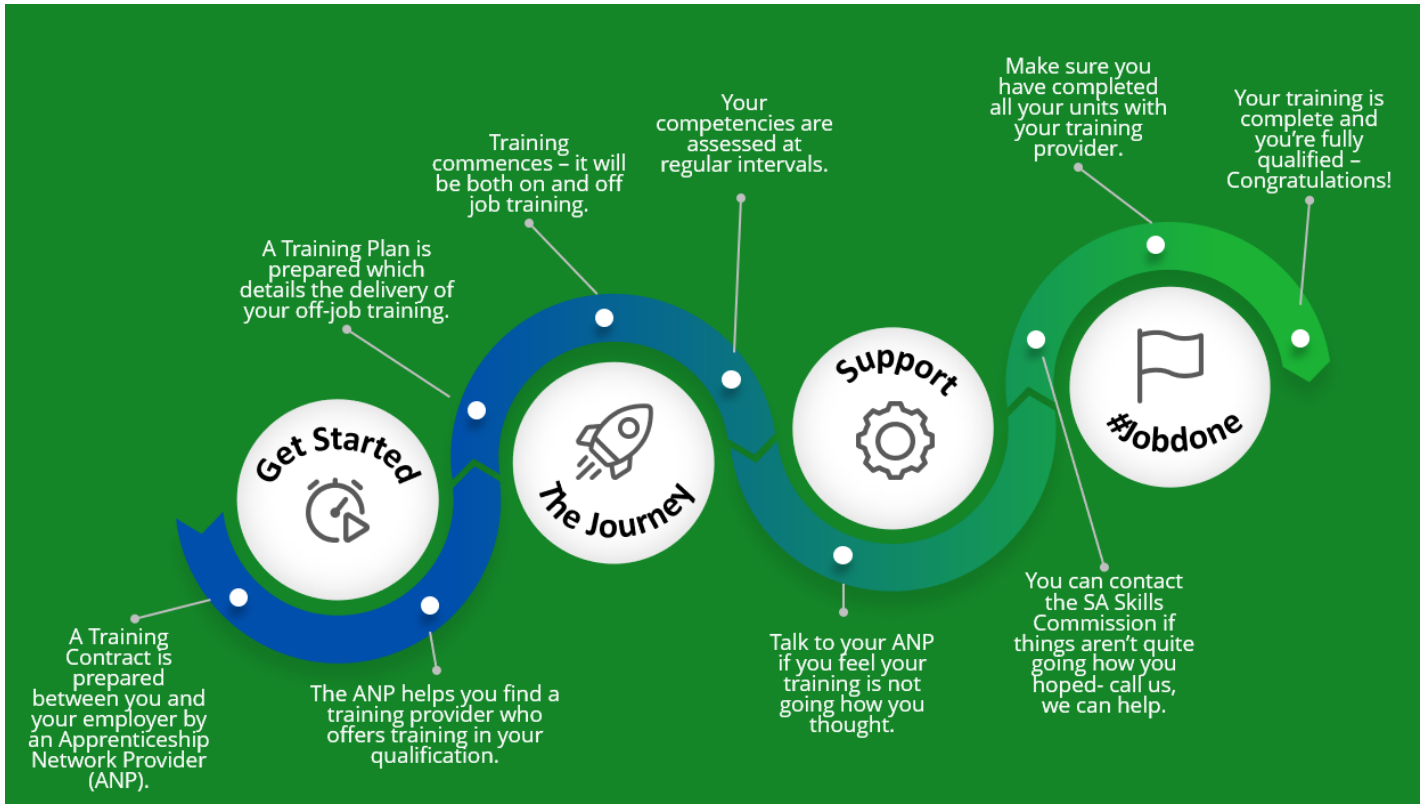 Get Started
A Training
Contract is
prepared
between you and
your employer by
an Apprenticeship
Network Provider
(ANP).
The ANP helps you find a
training provider who
offers training in your
qualification.
A Training Plan is
prepared which
details the delivery of
your off-job training.
The Journey
Training
commences – it will
be both on and off
job training.
Your
competencies are
assessed at
regular intervals.
Support
Talk to your ANP
if you feel your
training is not
going how you
thought.
You can contact
the SA Skills
Commission if
things aren’t quite
going how you
hoped- call us,
we can help.
#Jobdone
Make sure you
have completed
all your units with
your training
provider.
Your training is
complete and
you’re fully
qualified –
Congratulations!